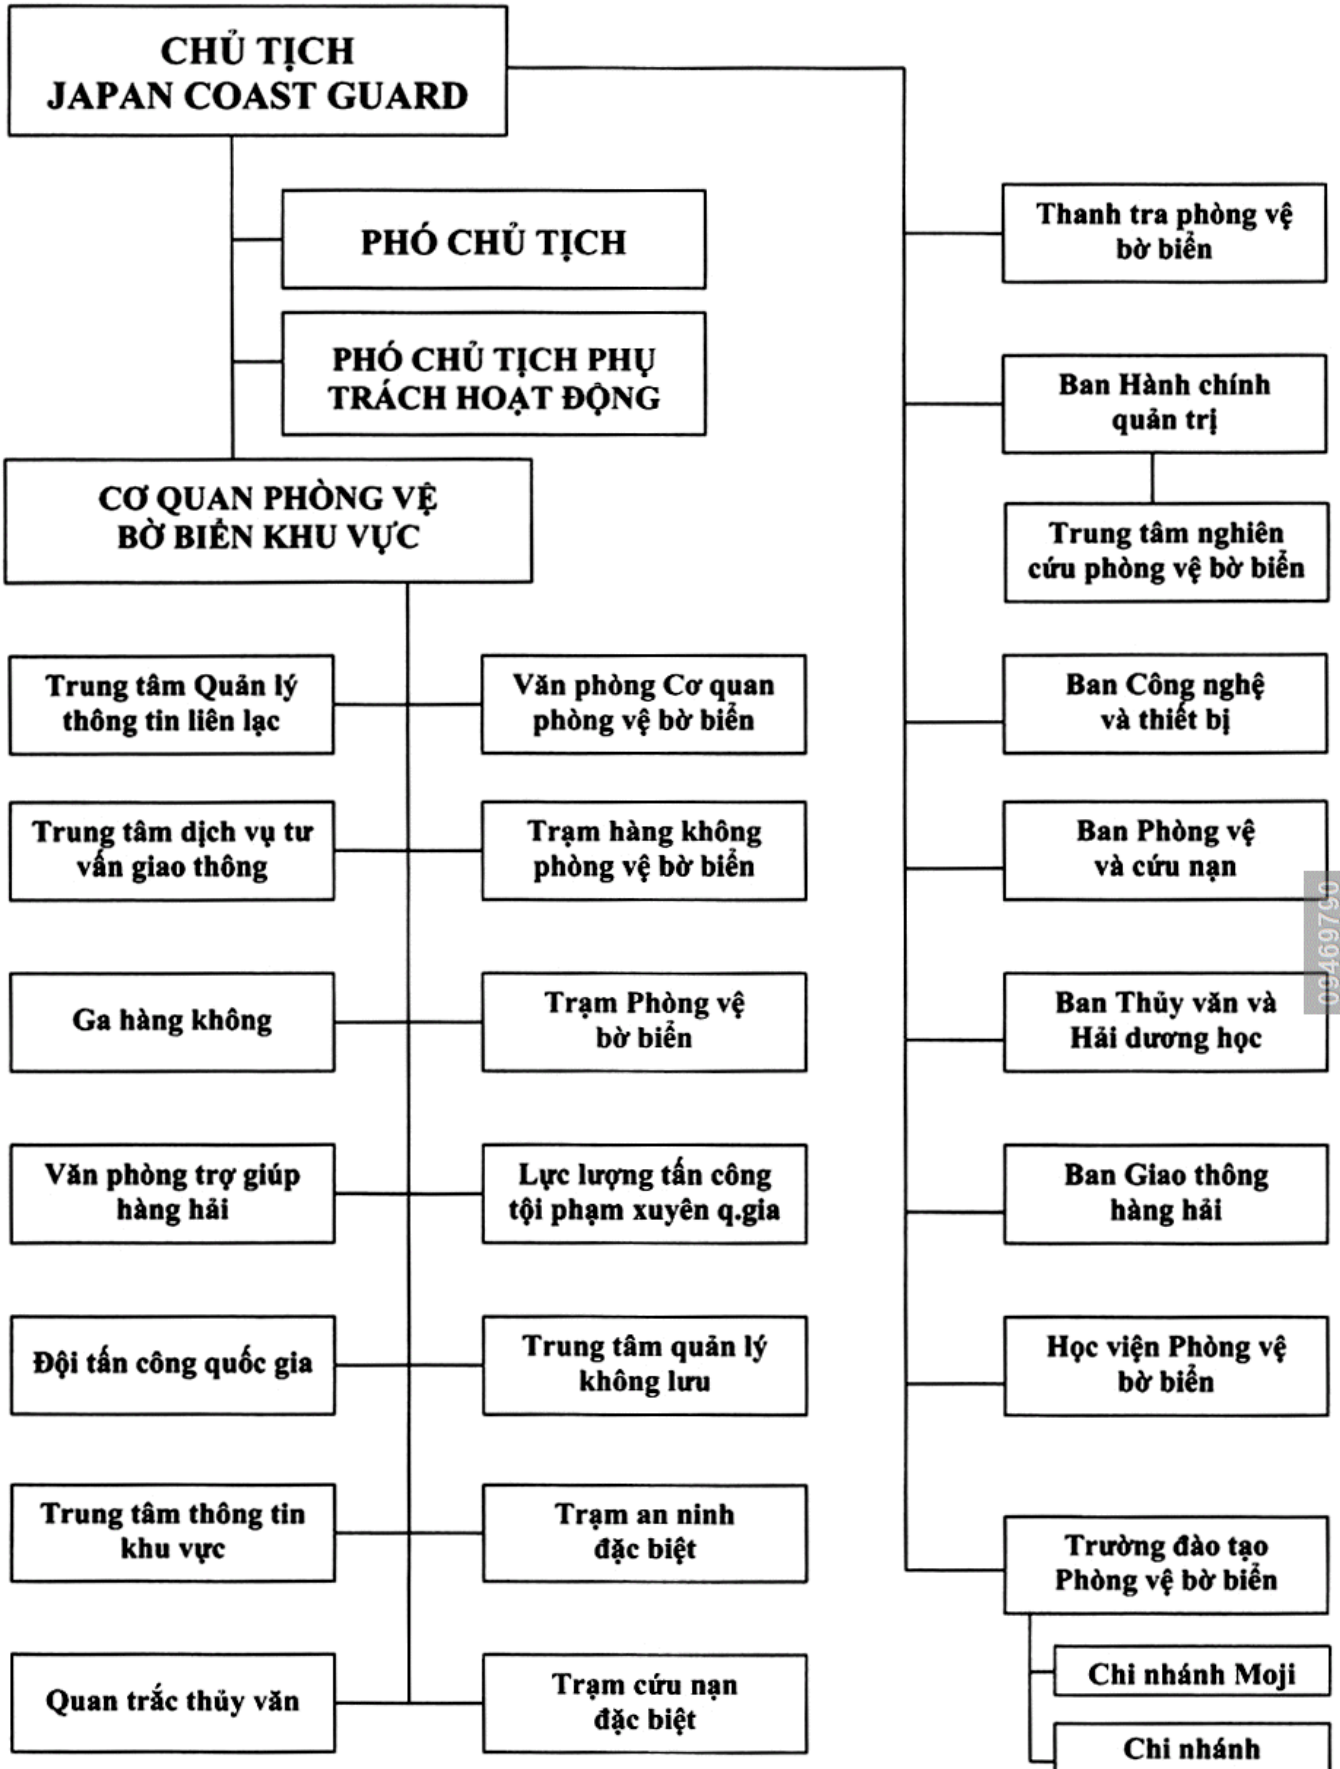 CHỦ TỊCH
JAPAN COAST GUARD
PHÓ CHỦ TỊCH
PHÓ CHỦ TỊCH PHỤ
TRÁCH HOẠT ĐỘNG
CƠ QUAN PHÒNG VỆ
BỜ BIỂN KHU VỰC
Trung tâm Quản lý
thông tin liên lạc
Văn phòng Cơ quan
phòng vệ bờ biển
Trung tâm dịch vụ tư
vấn giao thông
Trạm hàng không
phòng vệ bờ biển
Ga hàng không
Trạm Phòng vệ
bờ biển
Văn phòng trợ giúp
hàng hải
Lực lượng tấn công
tội phạm xuyên q.gia
Đội tấn công quốc gia
Trung tâm quản lý
không lưu
Trung tâm thông tin
khu vực
Trạm an ninh
đặc biệt
Quan trắc thủy văn
Trạm cứu nạn
đặc biệt
Thanh tra phòng vệ
bờ biển
Ban Hành chính
quản trị
Trung tâm nghiên
cứu phòng vệ bờ biển
Ban Công nghệ
và thiết bị
Ban Phòng vệ
và cứu nạn
Ban Thủy văn và
Hải dương học
Ban Giao thông
hàng hải
Học viện Phòng vệ
bờ biển
Trường đào tạo
Phòng vệ bờ biển
Chi nhánh Moji
Chi nhánh
09469790